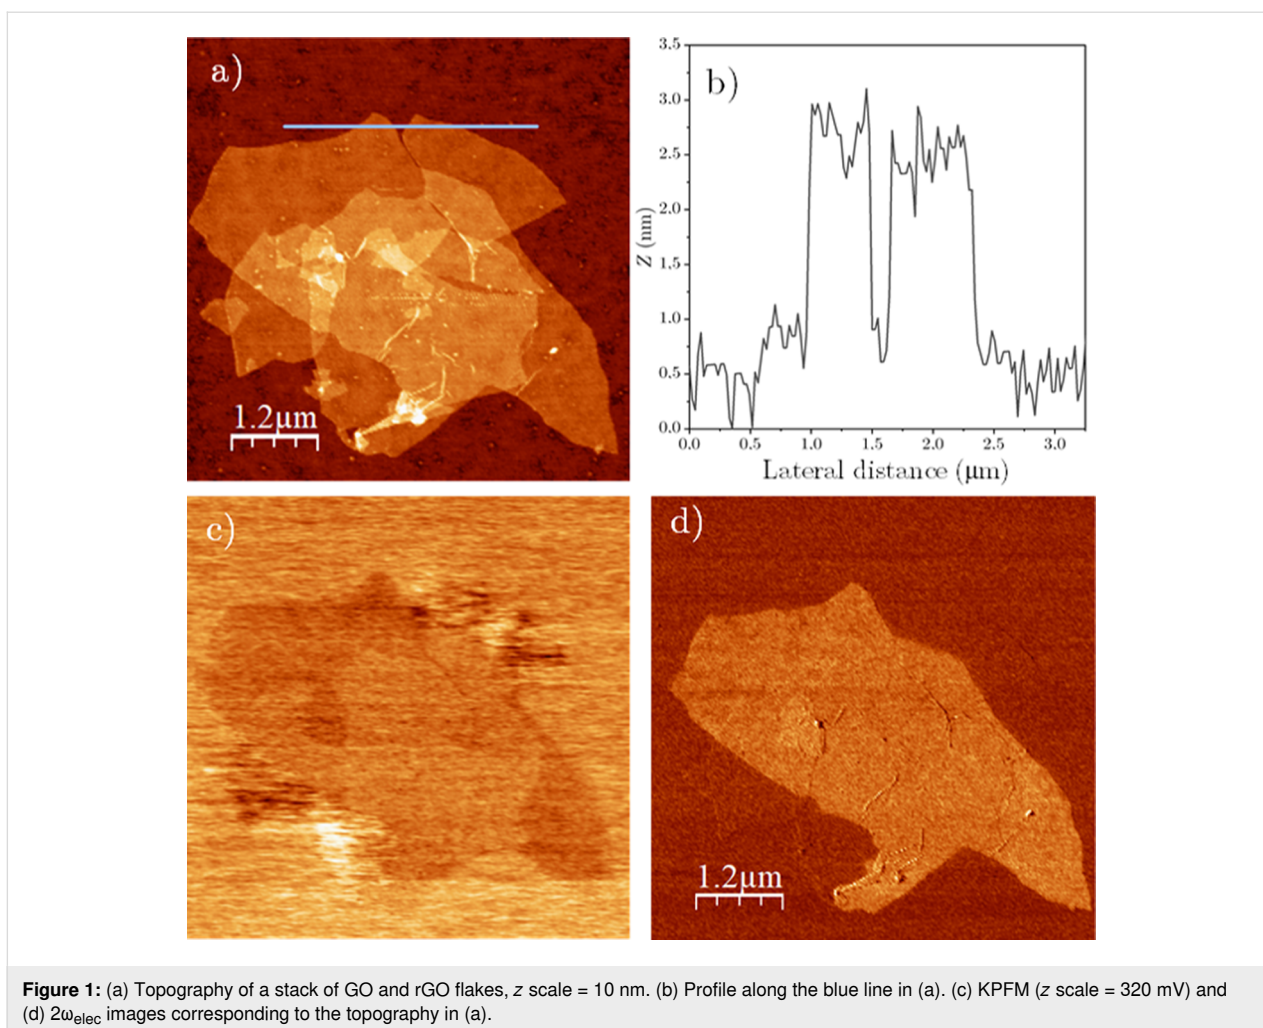 a)
1.2μm
b)
3.5
3.0
2.5
2.0
1.5
1.0
0.5
0.0
Z (nm)
0.0 0.5 1.0 1.5 2.0 2.5 3.0
Lateral distance (μm)
c)
d)
1.2μm
Figure 1: (a) Topography of a stack of GO and rGO flakes, z scale = 10 nm. (b) Profile along the blue line in (a). (c) KPFM (z scale = 320 mV) and
(d) 2ωelec images corresponding to the topography in (a).